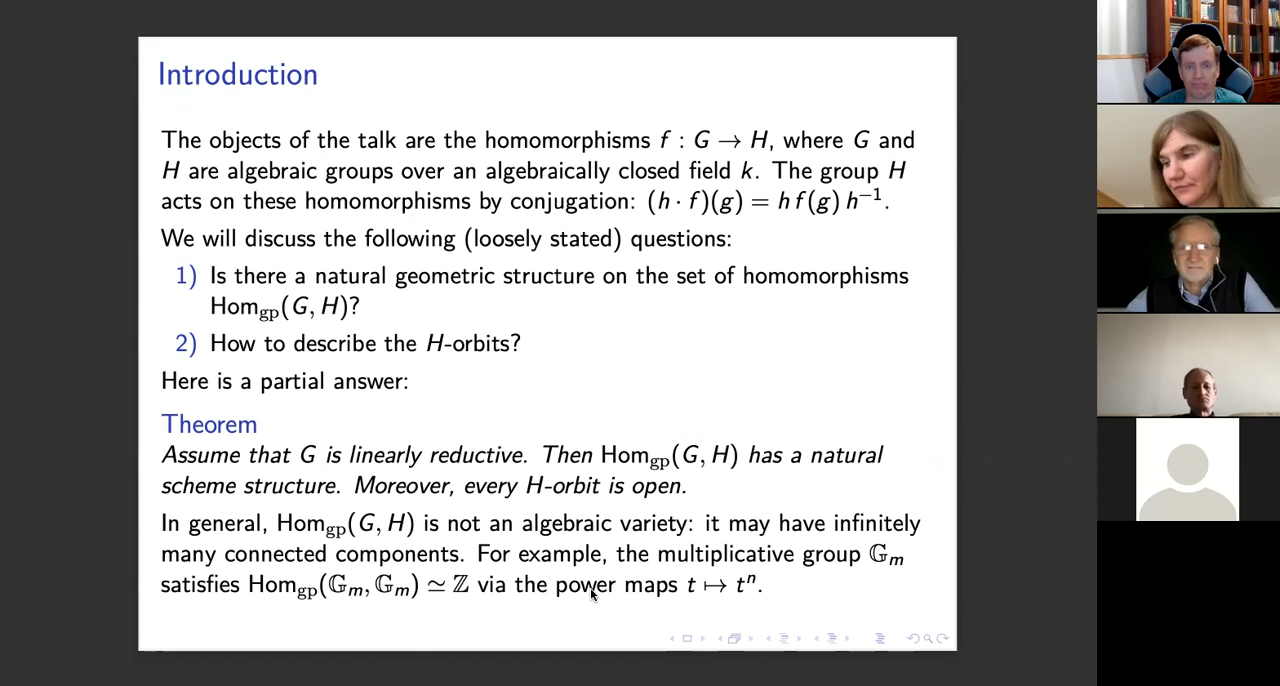 Introduction
The objects of the talk are the homomorphisms f : G → H, where G and
H are algebraic groups over an algebraically closed field k. The group H
acts on these homomorphisms by conjugation: (h · f)(g) = h f(g) h⁻¹.
We will discuss the following (loosely stated) questions:
1) Is there a natural geometric structure on the set of homomorphisms
Hom_gp(G, H)?
2) How to describe the H-orbits?
Here is a partial answer:
Theorem
Assume that G is linearly reductive. Then Hom_gp(G, H) has a natural
scheme structure. Moreover, every H-orbit is open.
In general, Hom_gp(G, H) is not an algebraic variety: it may have infinitely
many connected components. For example, the multiplicative group 𝔾_m
satisfies Hom_gp(𝔾_m, 𝔾_m) ≃ ℤ via the power maps t ↦ tⁿ.